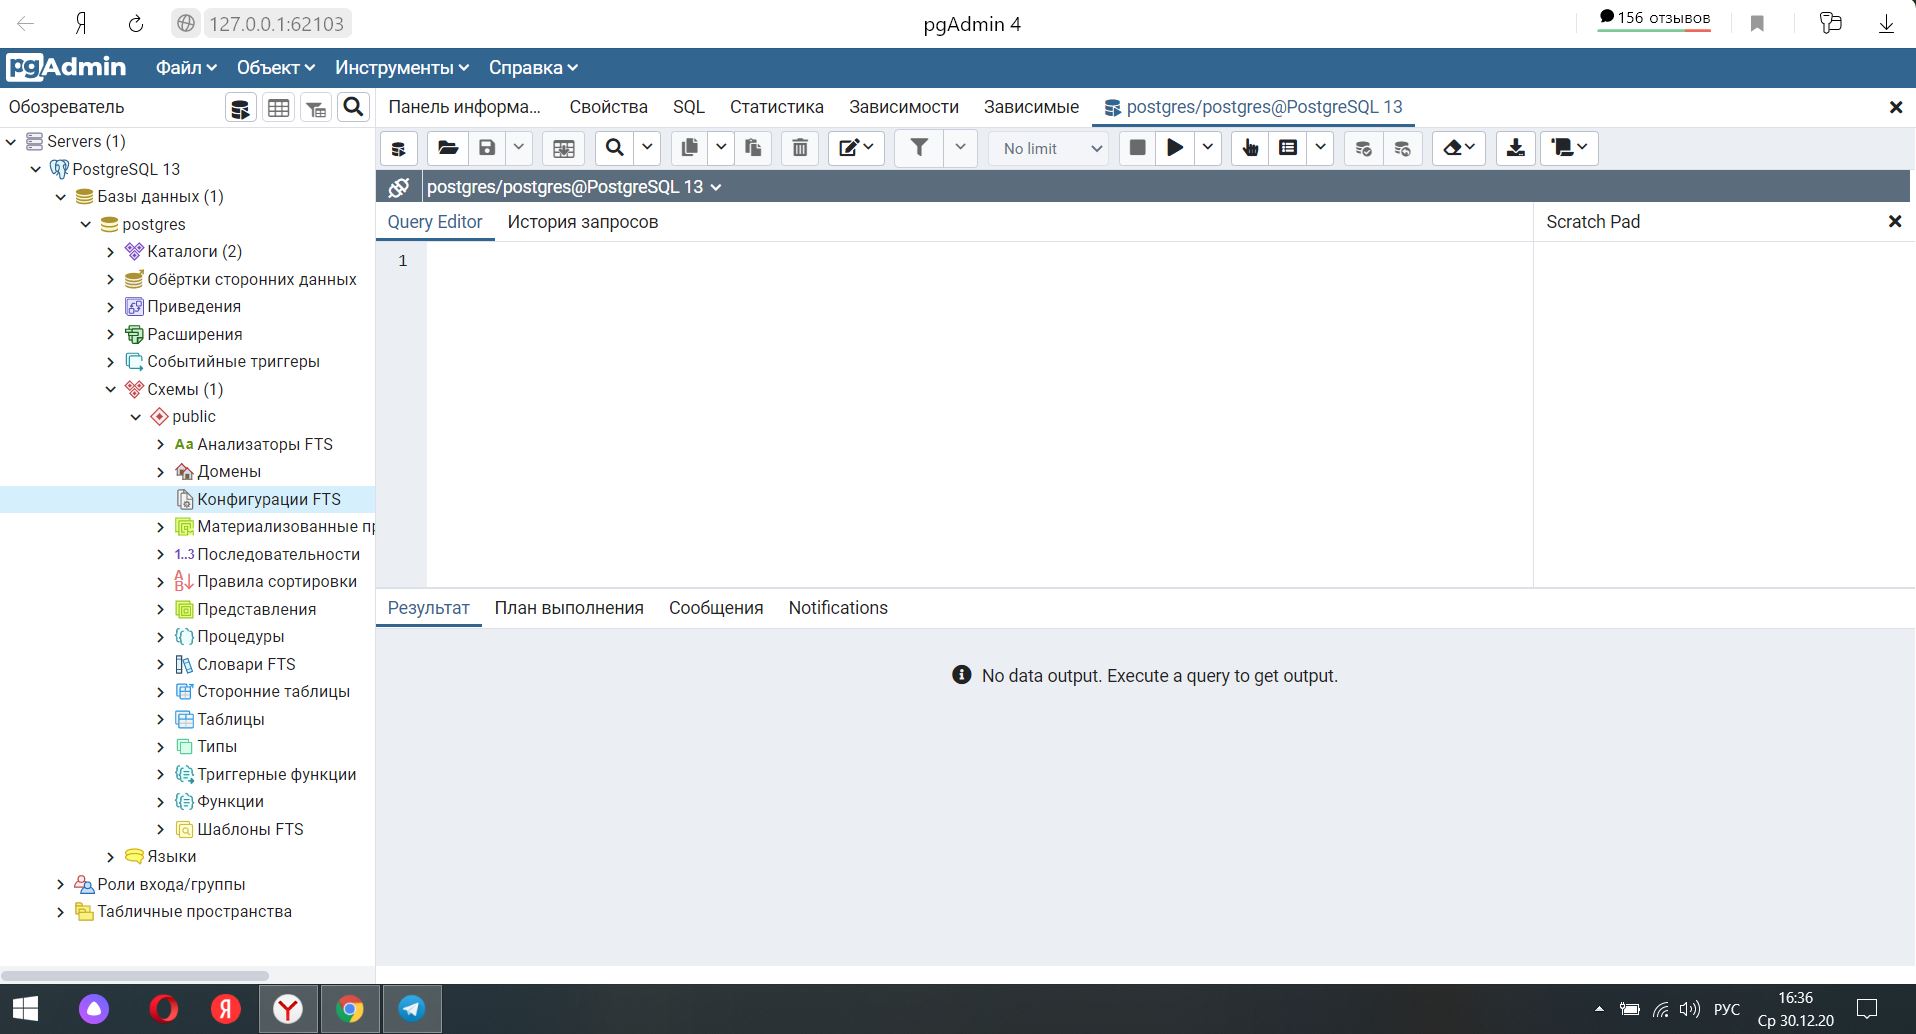 Я
127.0.0.1:62103
pgAdmin 4
156 отзывов
pgAdmin
Файл
Объект
Инструменты
Справка
Обозреватель
Панель информа...
Свойства
SQL
Статистика
Зависимости
Зависимые
postgres/postgres@PostgreSQL 13
Servers (1)
PostgreSQL 13
Базы данных (1)
postgres
Каталоги (2)
Обёртки сторонних данных
Приведения
Расширения
Событийные триггеры
Схемы (1)
public
Aa Анализаторы FTS
Домены
Конфигурации FTS
Материализованные пр
1..3 Последовательности
Правила сортировки
Представления
Процедуры
Словари FTS
Сторонние таблицы
Таблицы
Типы
Триггерные функции
Функции
Шаблоны FTS
Языки
Роли входа/группы
Табличные пространства
No limit
postgres/postgres@PostgreSQL 13
Query Editor
История запросов
Scratch Pad
1
Результат
План выполнения
Сообщения
Notifications
No data output. Execute a query to get output.
Я
РУС
16:36
Ср 30.12.20